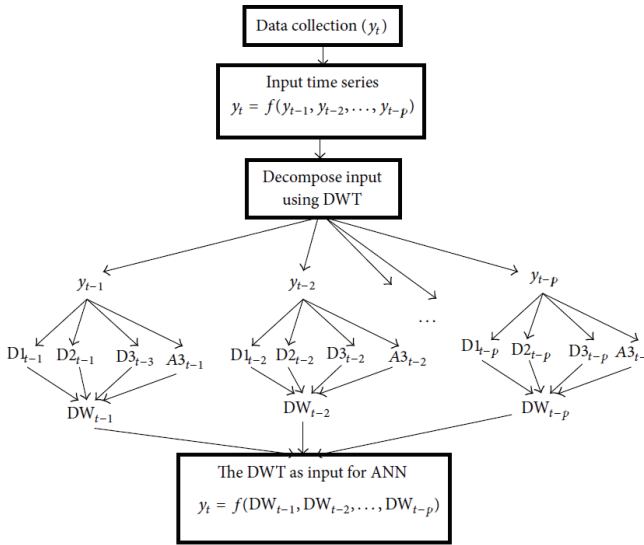 Data collection (y_t)
Input time series
y_t = f(y_{t−1}, y_{t−2}, . . . , y_{t−p})
Decompose input
using DWT
y_{t−1} y_{t−2} y_{t−p}
...
D1_{t−1} D2_{t−1} D3_{t−3} A3_{t−1} D1_{t−2} D2_{t−2} D3_{t−2} A3_{t−2} D1_{t−p} D2_{t−p} D3_{t−p} A3_{t−
DW_{t−1} DW_{t−2} DW_{t−p}
The DWT as input for ANN
y_t = f(DW_{t−1}, DW_{t−2}, . . . , DW_{t−p})